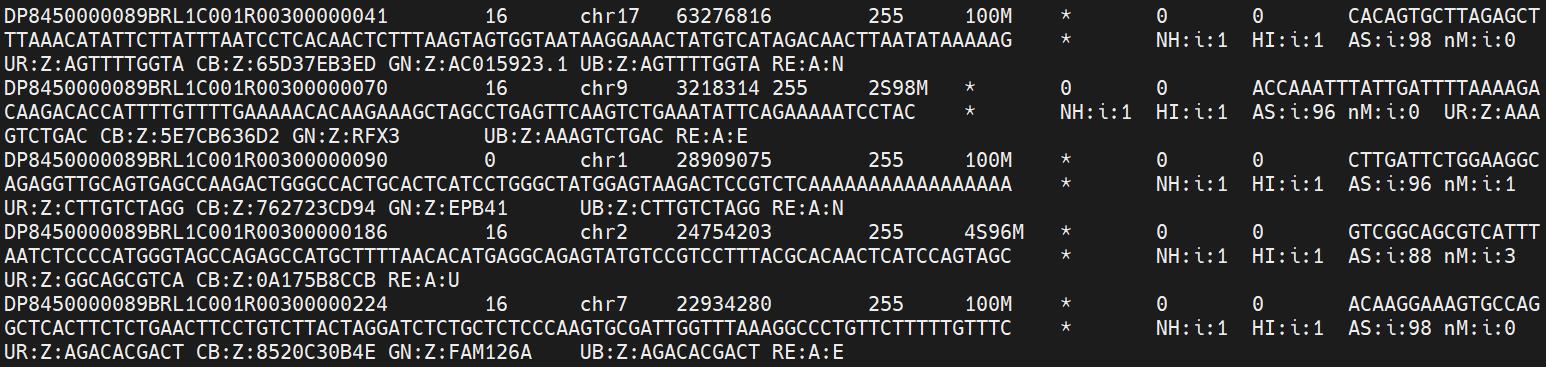 DP8450000089BRL1C001R00300000041 16 chr17 63276816 255 100M * 0 0 CACAGTGCTTAGAGCT
TTAAACATATTCTTATTTAATCCTCACAACTCTTTAAGTAGTGGTAATAAGGAAACTATGTCATAGACAACTTAATATAAAAAG * NH:i:1 HI:i:1 AS:i:98 nM:i:0
UR:Z:AGTTTTGGTA CB:Z:65D37EB3ED GN:Z:AC015923.1 UB:Z:AGTTTTGGTA RE:A:N
DP8450000089BRL1C001R00300000070 16 chr9 3218314 255 2S98M * 0 0 ACCAAATTTATTGATTTTAAAAGA
CAAGACACCATTTTGTTTTGAAAAACACAAGAAAGCTAGCCTGAGTTCAAGTCTGAAATATTCAGAAAAATCCTAC * NH:i:1 HI:i:1 AS:i:96 nM:i:0 UR:Z:AAA
GTCTGAC CB:Z:5E7CB636D2 GN:Z:RFX3 UB:Z:AAAGTCTGAC RE:A:E
DP8450000089BRL1C001R00300000090 0 chr1 28909075 255 100M * 0 0 CTTGATTCTGGAAGGC
AGAGGTTGCAGTGAGCCAAGACTGGGCCACTGCACTCATCCTGGGCTATGGAGTAAGACTCCGTCTCAAAAAAAAAAAAAAAAA * NH:i:1 HI:i:1 AS:i:96 nM:i:1
UR:Z:CTTGTCTAGG CB:Z:762723CD94 GN:Z:EPB41 UB:Z:CTTGTCTAGG RE:A:N
DP8450000089BRL1C001R00300000186 16 chr2 24754203 255 4S96M * 0 0 GTCGGCAGCGTCATTT
AATCTCCCCATGGGTAGCCAGAGCCATGCTTTTAACACATGAGGCAGAGTATGTCCGTCCTTTACGCACAACTCATCCAGTAGC * NH:i:1 HI:i:1 AS:i:88 nM:i:3
UR:Z:GGCAGCGTCA CB:Z:0A175B8CCB RE:A:U
DP8450000089BRL1C001R00300000224 16 chr7 22934280 255 100M * 0 0 ACAAGGAAAGTGCCAG
GCTCACTTCTCTGAACTTCCTGTCTTACTAGGATCTCTGCTCTCCCAAGTGCGATTGGTTTAAAGGCCCTGTTCTTTTTGTTTC * NH:i:1 HI:i:1 AS:i:98 nM:i:0
UR:Z:AGACACGACT CB:Z:8520C30B4E GN:Z:FAM126A UB:Z:AGACACGACT RE:A:E